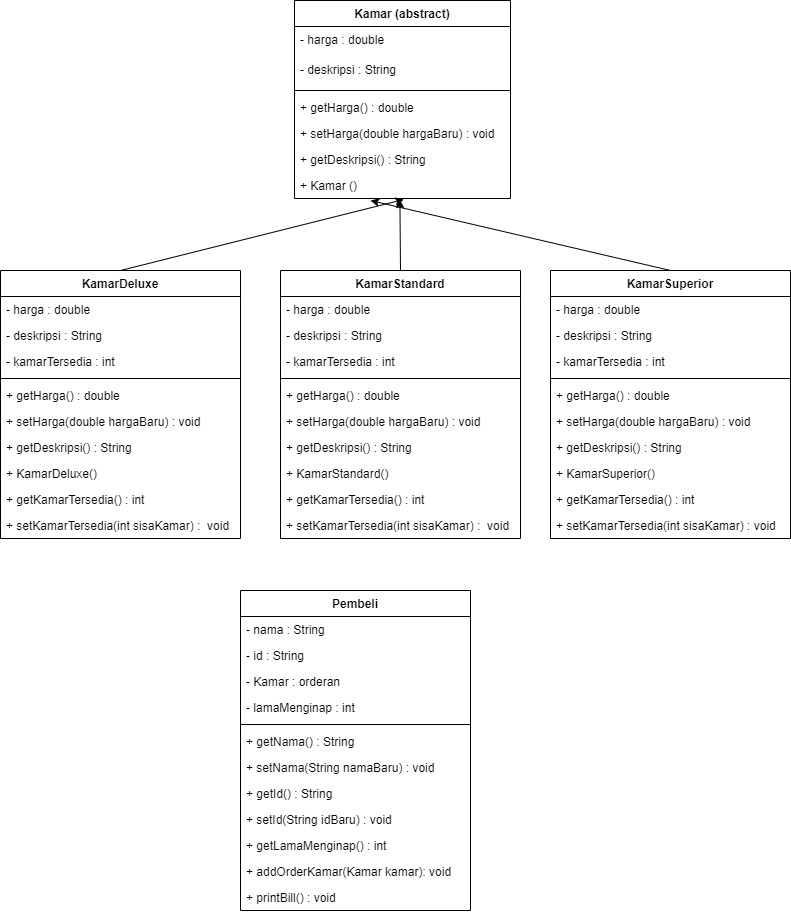 Kamar (abstract)
- harga : double
- deskripsi : String
+ getHarga() : double
+ setHarga(double hargaBaru) : void
+ getDeskripsi() : String
+ Kamar ()
KamarDeluxe
- harga : double
- deskripsi : String
- kamarTersedia : int
+ getHarga() : double
+ setHarga(double hargaBaru) : void
+ getDeskripsi() : String
+ KamarDeluxe()
+ getKamarTersedia() : int
+ setKamarTersedia(int sisaKamar) : void
KamarStandard
- harga : double
- deskripsi : String
- kamarTersedia : int
+ getHarga() : double
+ setHarga(double hargaBaru) : void
+ getDeskripsi() : String
+ KamarStandard()
+ getKamarTersedia() : int
+ setKamarTersedia(int sisaKamar) : void
KamarSuperior
- harga : double
- deskripsi : String
- kamarTersedia : int
+ getHarga() : double
+ setHarga(double hargaBaru) : void
+ getDeskripsi() : String
+ KamarSuperior()
+ getKamarTersedia() : int
+ setKamarTersedia(int sisaKamar) : void
Pembeli
- nama : String
- id : String
- Kamar : orderan
- lamaMenginap : int
+ getNama() : String
+ setNama(String namaBaru) : void
+ getId() : String
+ setId(String idBaru) : void
+ getLamaMenginap() : int
+ addOrderKamar(Kamar kamar): void
+ printBill() : void